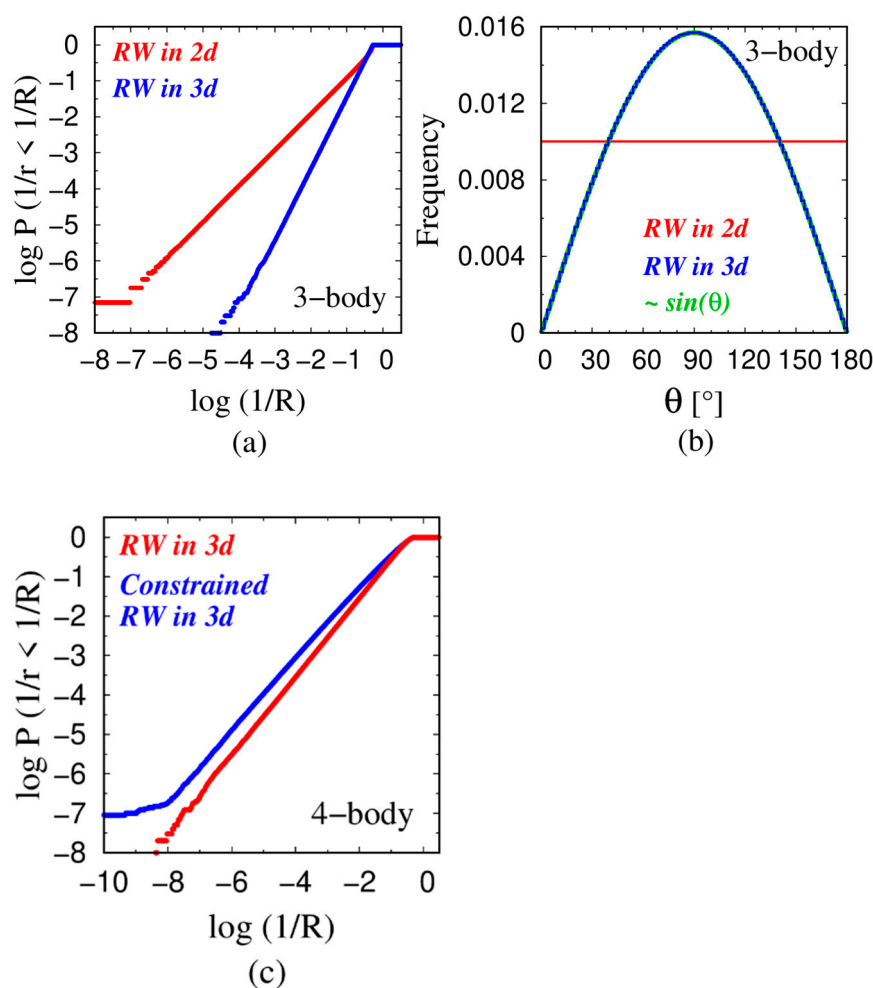 RW in 2d
RW in 3d
3−body
log P (1/r < 1/R)
0
−1
−2
−3
−4
−5
−6
−7
−8
−8 −7 −6 −5 −4 −3 −2 −1 0
log (1/R)
(a)
3−body
Frequency
0.016
0.012
0.008
0.004
0
RW in 2d
RW in 3d
~ sin(θ)
0 30 60 90 120 150 180
θ [°]
(b)
RW in 3d
Constrained
RW in 3d
4−body
log P (1/r < 1/R)
0
−1
−2
−3
−4
−5
−6
−7
−8
−10 −8 −6 −4 −2 0
log (1/R)
(c)